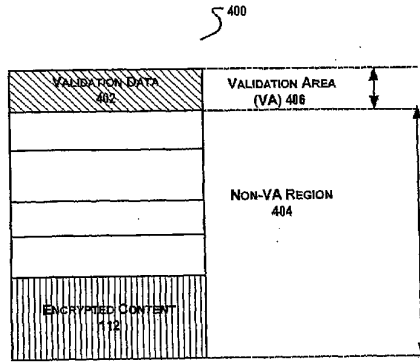 400
VALIDATION DATA
402
VALIDATION AREA
(VA) 406
NON-VA REGION
404
ENCRYPTED CONTENT
112